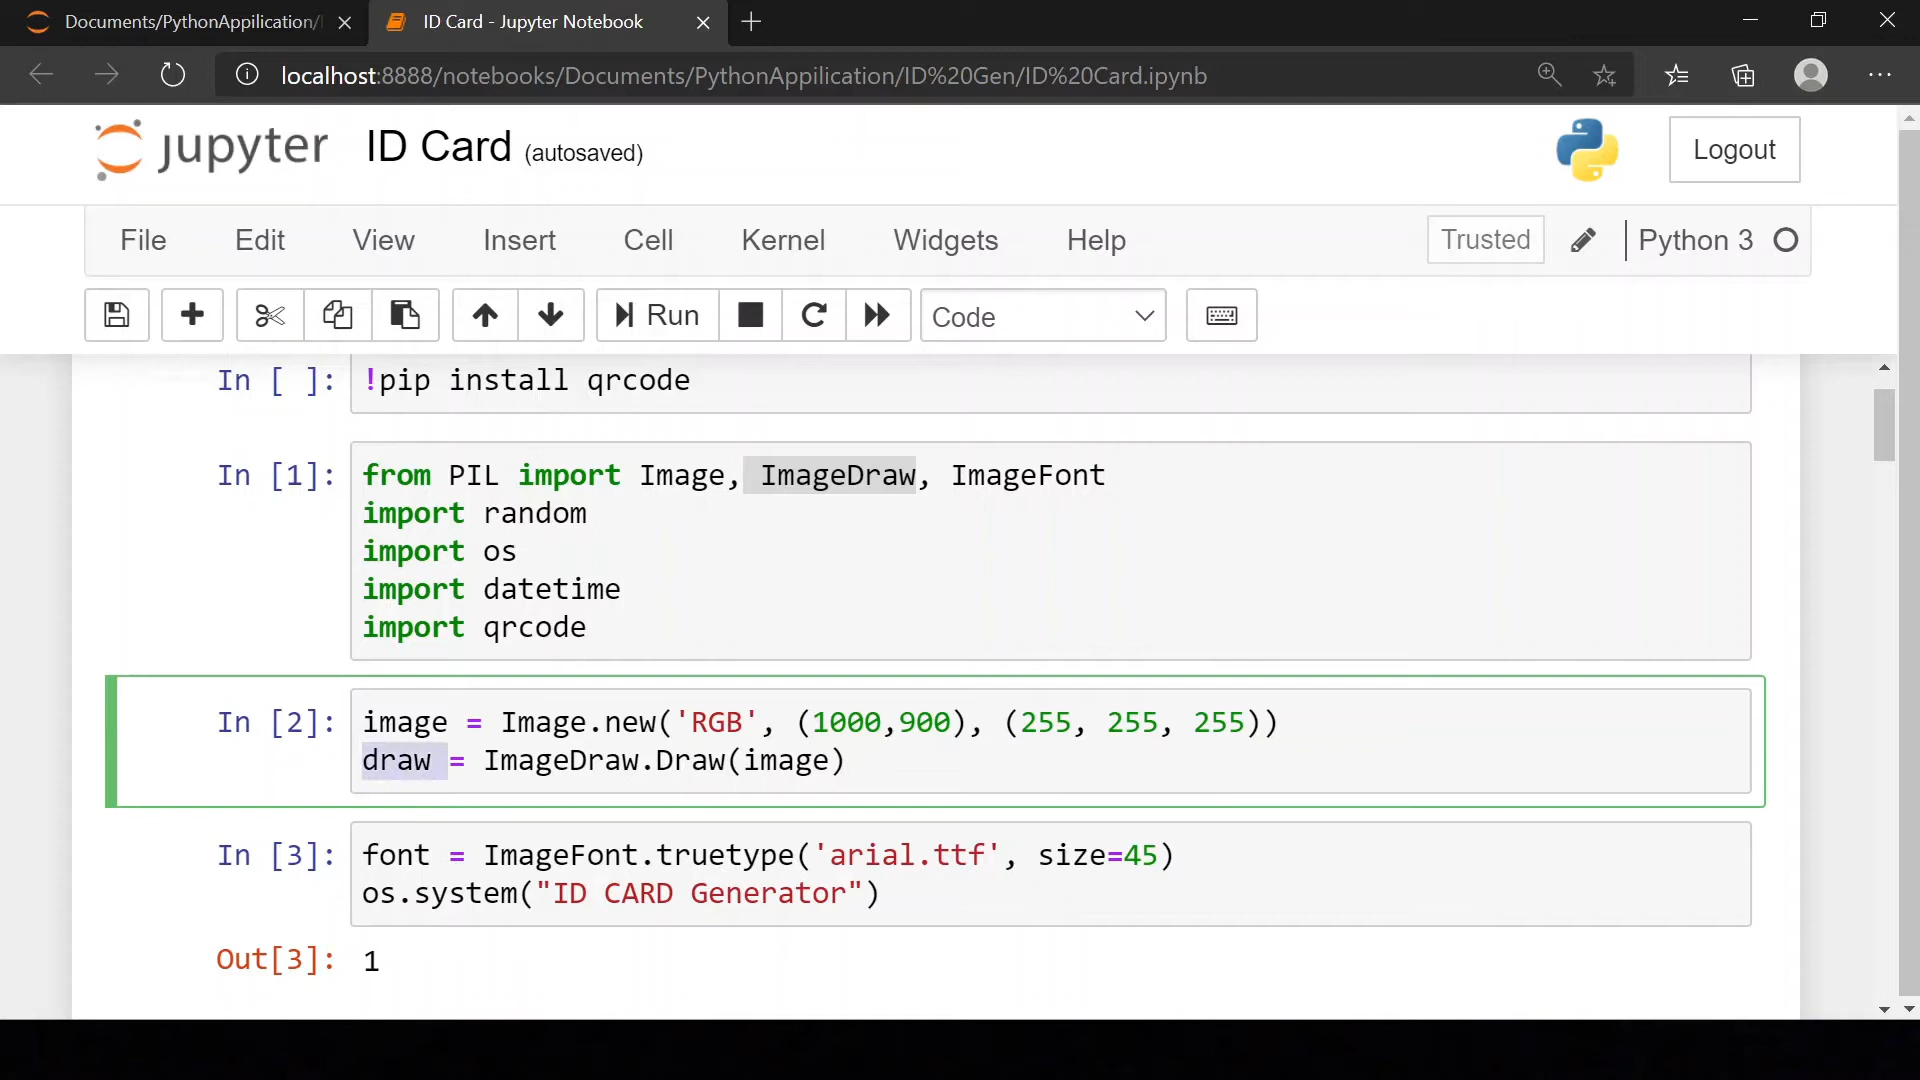 Documents/PythonAppilication/I
ID Card - Jupyter Notebook
localhost:8888/notebooks/Documents/PythonAppilication/ID%20Gen/ID%20Card.ipynb
jupyter ID Card (autosaved)
Logout
File Edit View Insert Cell Kernel Widgets Help Trusted Python 3
Run Code
In [ ]: !pip install qrcode
In [1]: from PIL import Image, ImageDraw, ImageFont
import random
import os
import datetime
import qrcode
In [2]: image = Image.new('RGB', (1000,900), (255, 255, 255))
draw = ImageDraw.Draw(image)
In [3]: font = ImageFont.truetype('arial.ttf', size=45)
os.system("ID CARD Generator")
Out[3]: 1